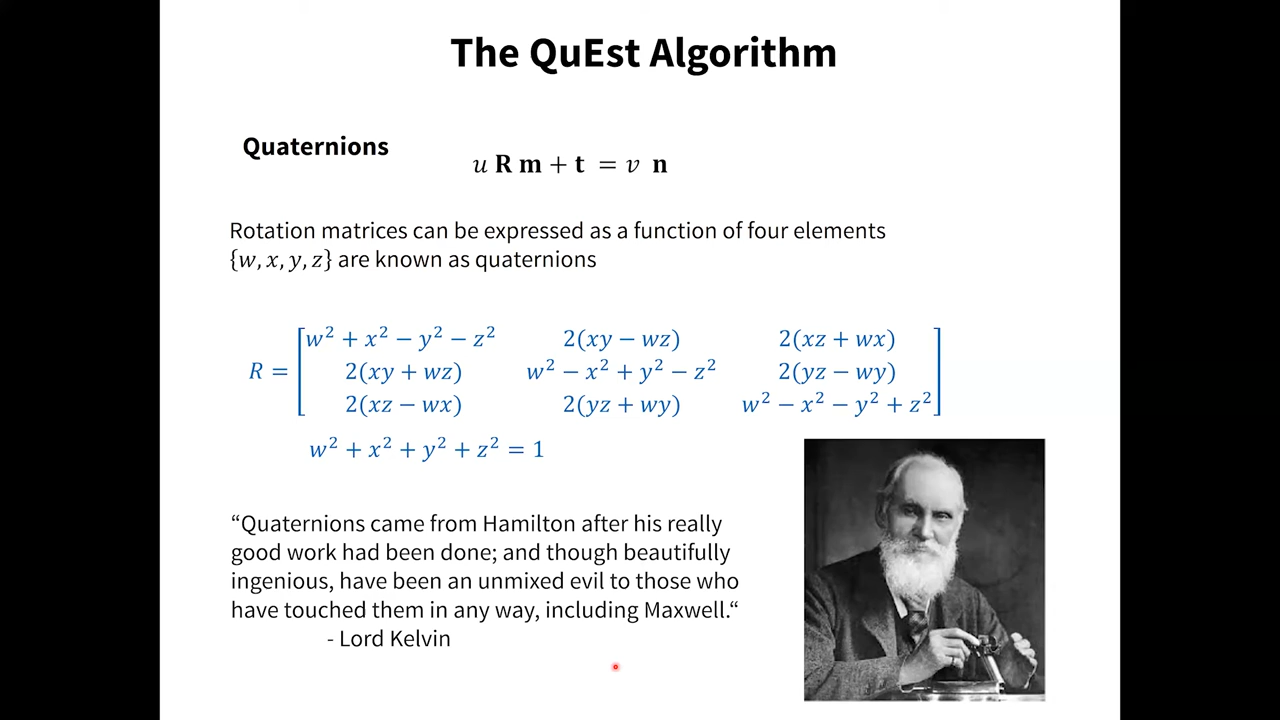 The QuEst Algorithm
Quaternions
u R m + t = v n
Rotation matrices can be expressed as a function of four elements
{w, x, y, z} are known as quaternions
R = [w² + x² − y² − z² 2(xy − wz) 2(xz + wx)
2(xy + wz) w² − x² + y² − z² 2(yz − wy)
2(xz − wx) 2(yz + wy) w² − x² − y² + z²]
w² + x² + y² + z² = 1
“Quaternions came from Hamilton after his really
good work had been done; and though beautifully
ingenious, have been an unmixed evil to those who
have touched them in any way, including Maxwell.“
- Lord Kelvin